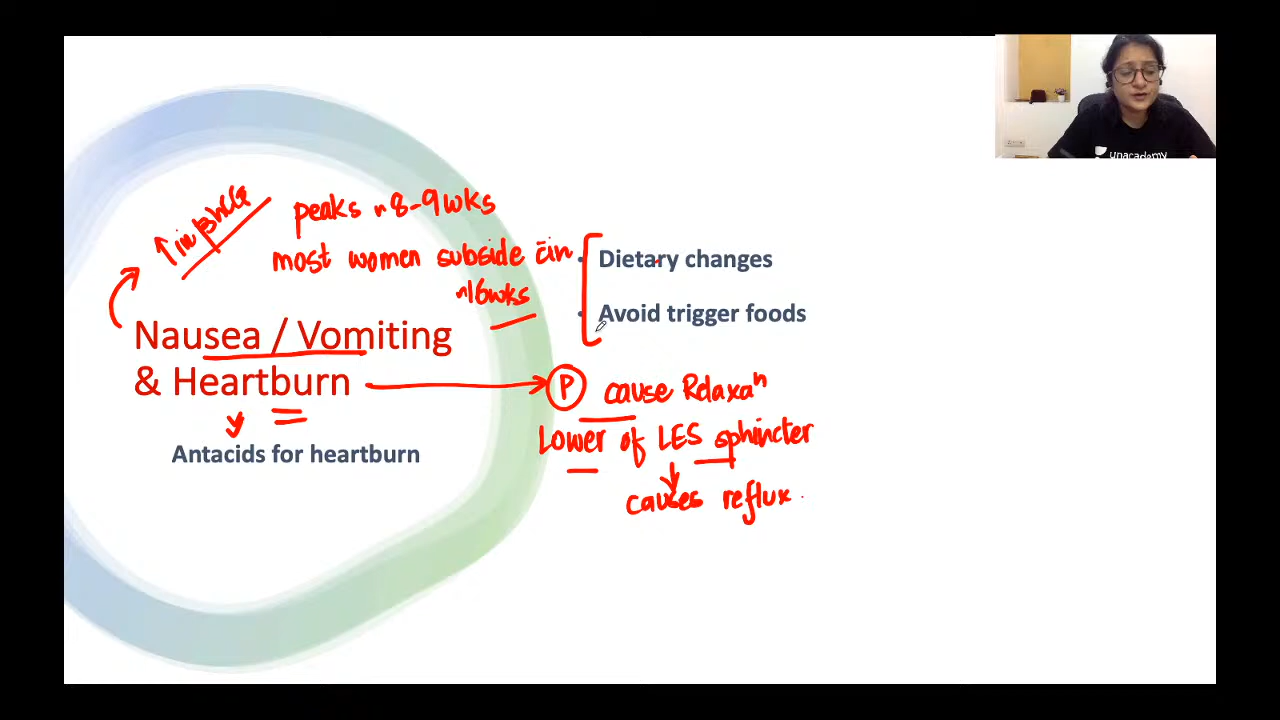 ↑ in β hCG
peaks ~ 8-9wks
most women subside c̄in
~16wks
Nausea / Vomiting
& Heartburn
Antacids for heartburn
• Dietary changes
• Avoid trigger foods
P cause Relaxaⁿ
Lower of LES sphincter
causes reflux.
unacademy